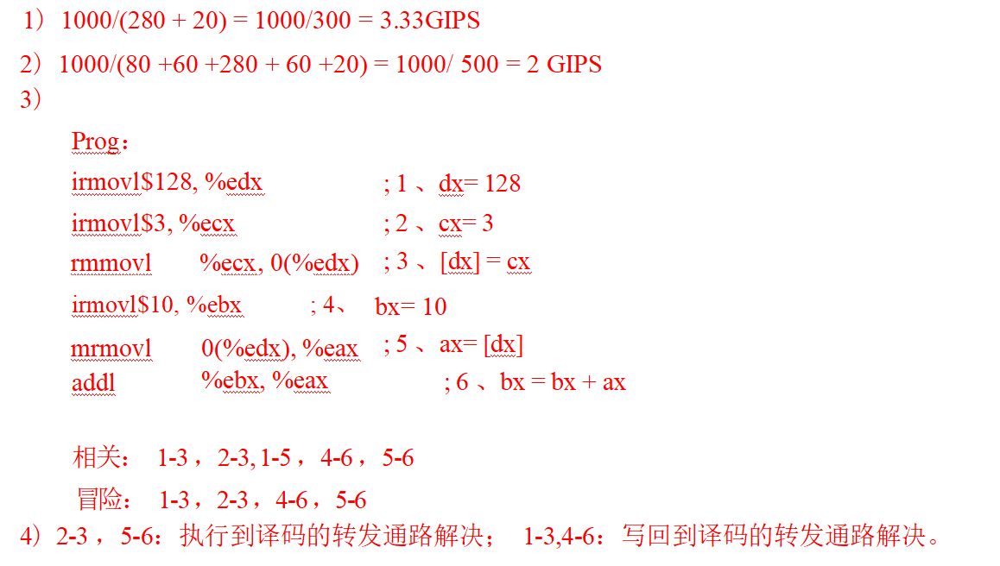 1）1000/(280 + 20) = 1000/300 = 3.33GIPS
2）1000/(80 +60 +280 + 60 +20) = 1000/ 500 = 2 GIPS
3）
Prog：
irmovl$128, %edx ; 1 、dx= 128
irmovl$3, %ecx ; 2 、cx= 3
rmmovl %ecx, 0(%edx) ; 3 、[dx] = cx
irmovl$10, %ebx ; 4、 bx= 10
mrmovl 0(%edx), %eax ; 5 、ax= [dx]
addl %ebx, %eax ; 6 、bx = bx + ax
相关： 1-3 ，2-3, 1-5 ，4-6 ，5-6
冒险： 1-3 ，2-3 ，4-6 ，5-6
4）2-3 ，5-6：执行到译码的转发通路解决； 1-3,4-6：写回到译码的转发通路解决。